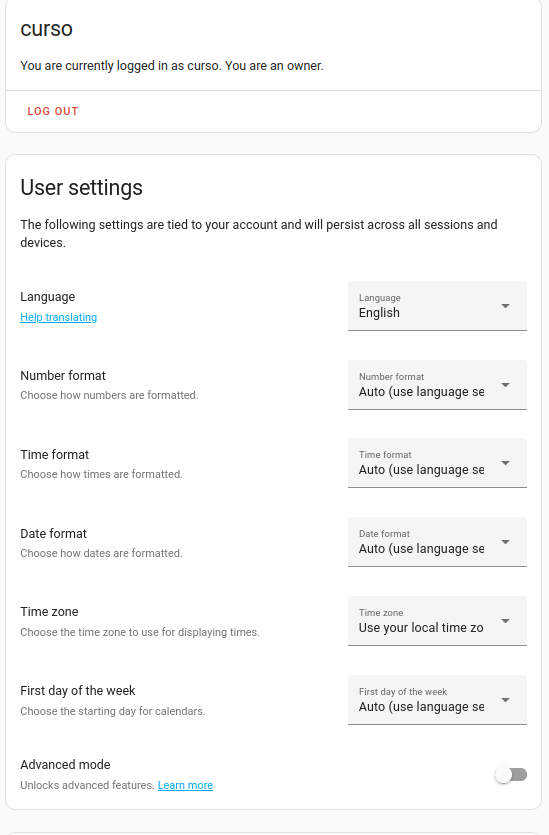 curso
You are currently logged in as curso. You are an owner.
LOG OUT
User settings
The following settings are tied to your account and will persist across all sessions and
devices.
Language
Help translating
Language
English
Number format
Choose how numbers are formatted.
Number format
Auto (use language se
Time format
Choose how times are formatted.
Time format
Auto (use language se
Date format
Choose how dates are formatted.
Date format
Auto (use language se
Time zone
Choose the time zone to use for displaying times.
Time zone
Use your local time zo
First day of the week
Choose the starting day for calendars.
First day of the week
Auto (use language se
Advanced mode
Unlocks advanced features. Learn more